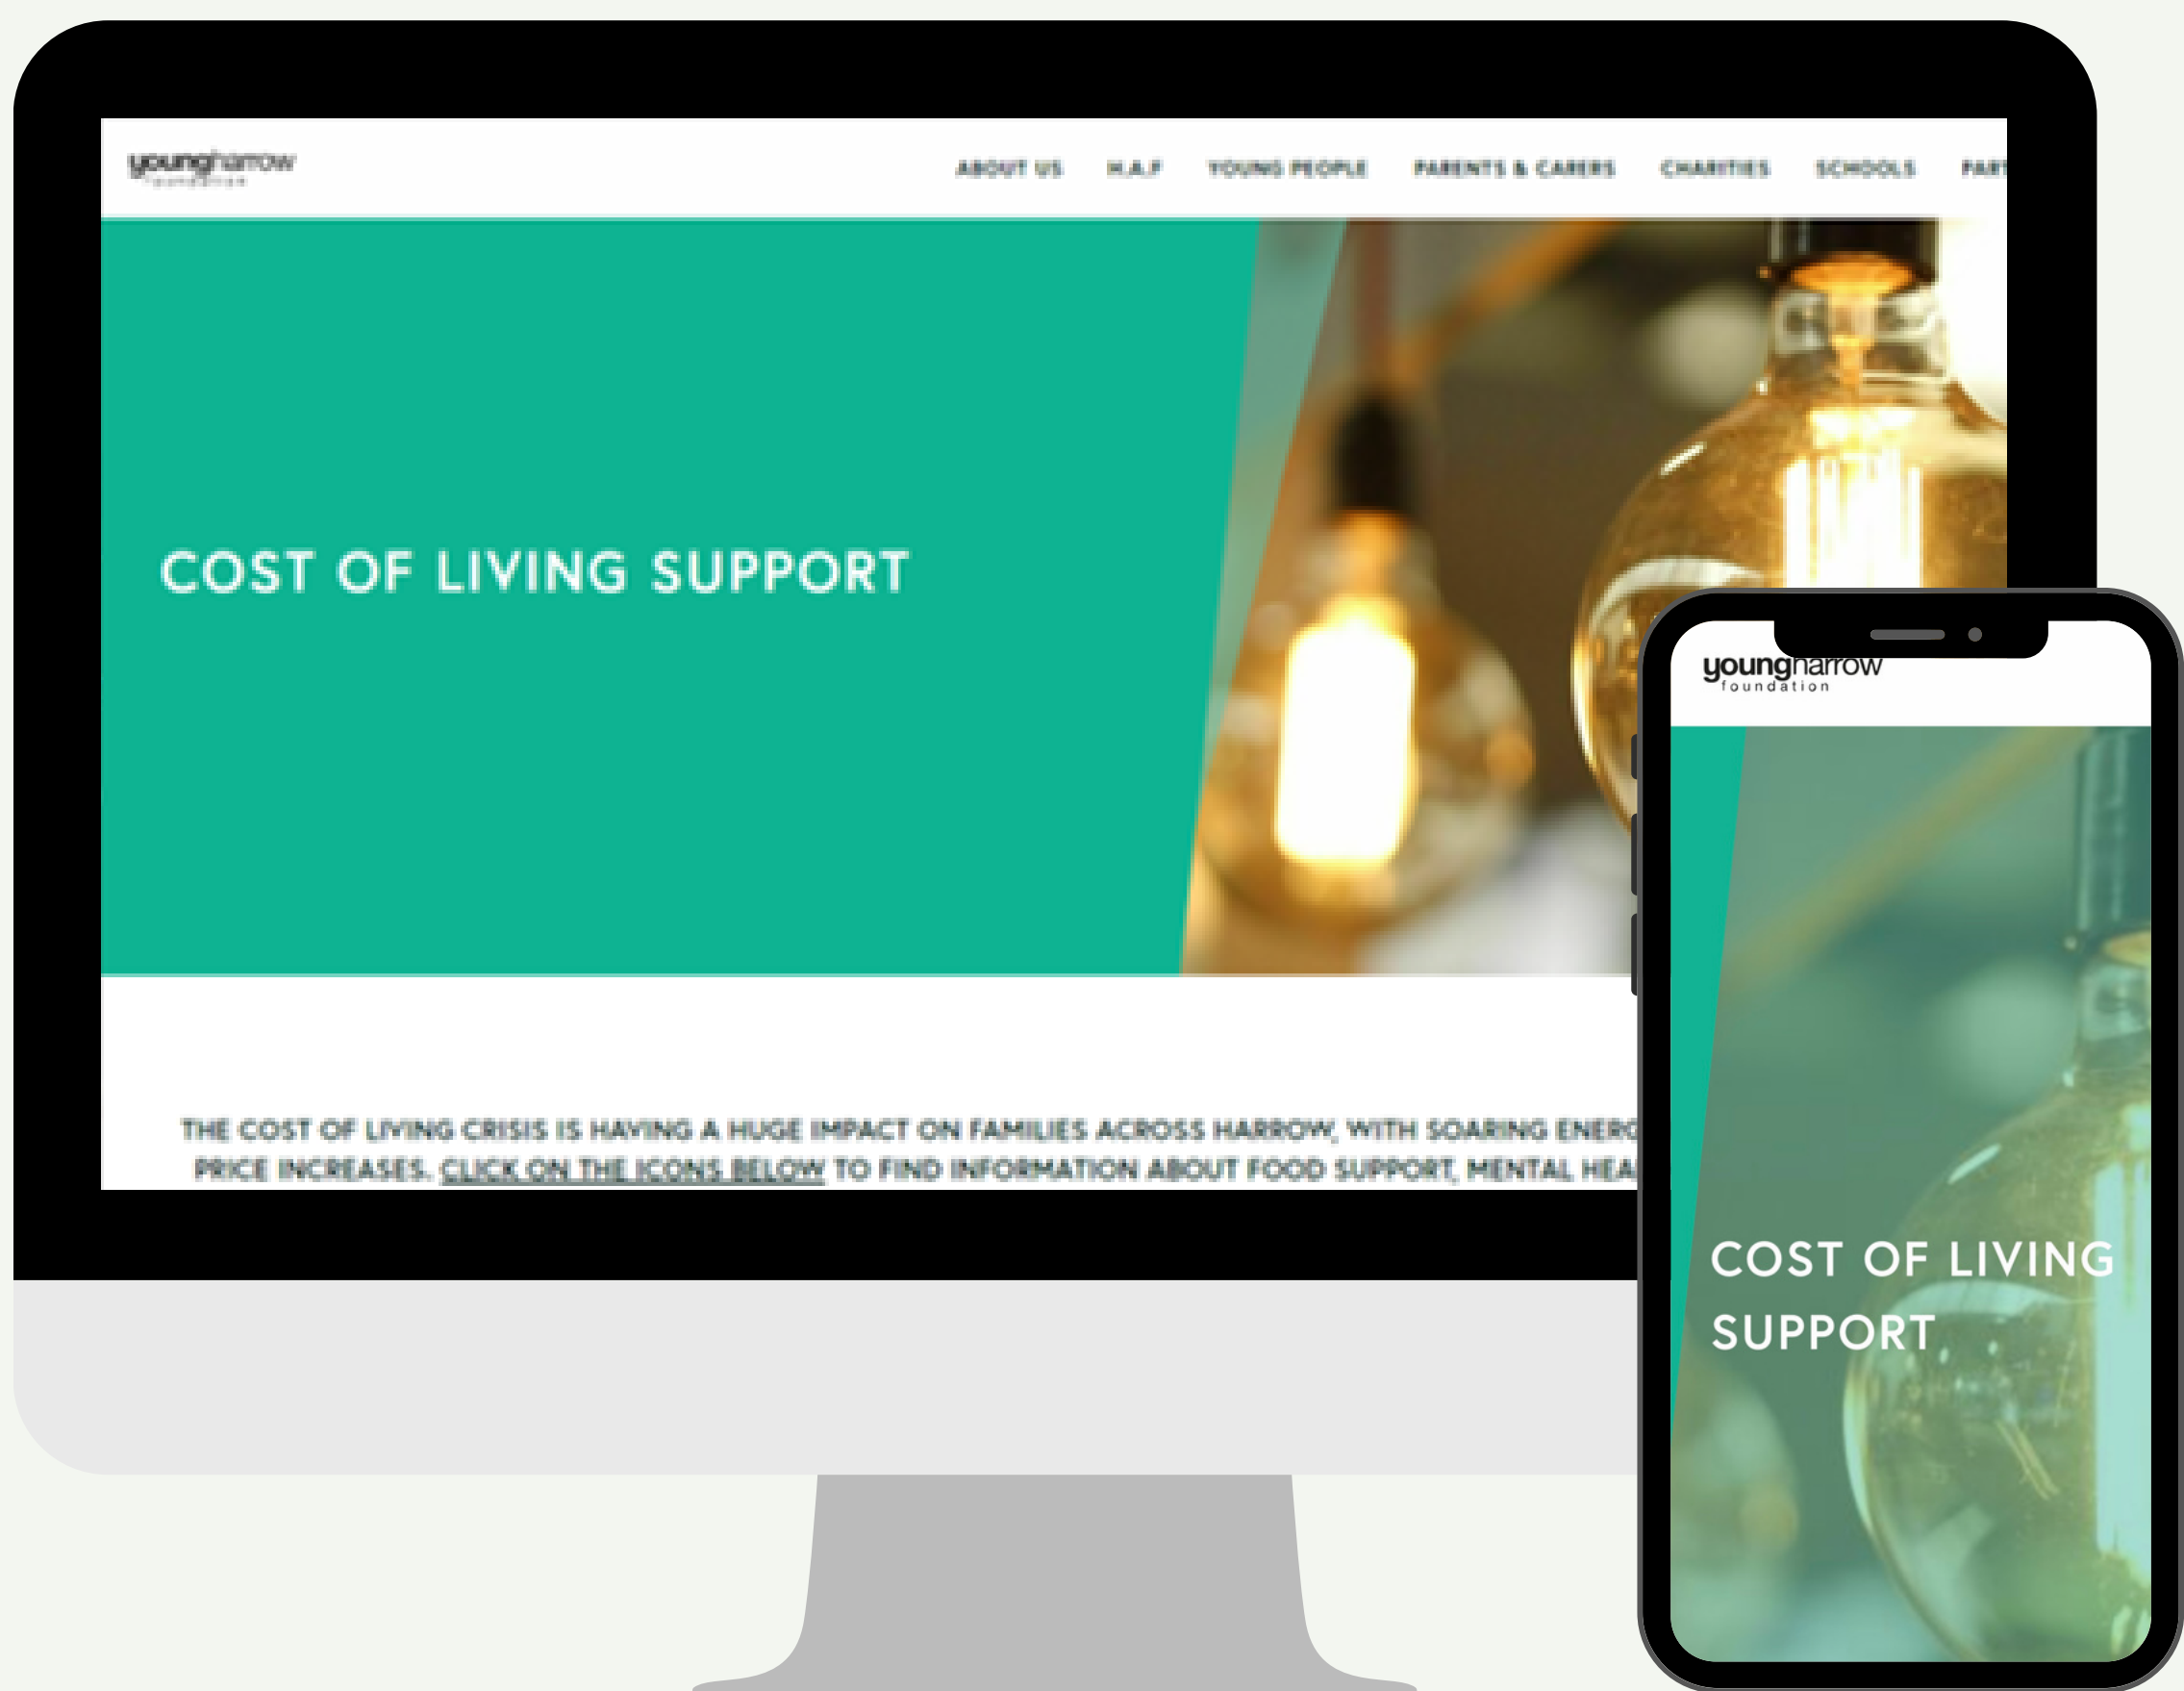 youngharrow
foundation
ABOUT US H.A.F YOUNG PEOPLE PARENTS & CARERS CHARITIES SCHOOLS
COST OF LIVING SUPPORT
THE COST OF LIVING CRISIS IS HAVING A HUGE IMPACT ON FAMILIES ACROSS HARROW, WITH SOARING
PRICE INCREASES. CLICK ON THE ICONS BELOW TO FIND INFORMATION ABOUT FOOD SUPPORT, MENTAL
youngharrow
foundation
COST OF LIVING
SUPPORT